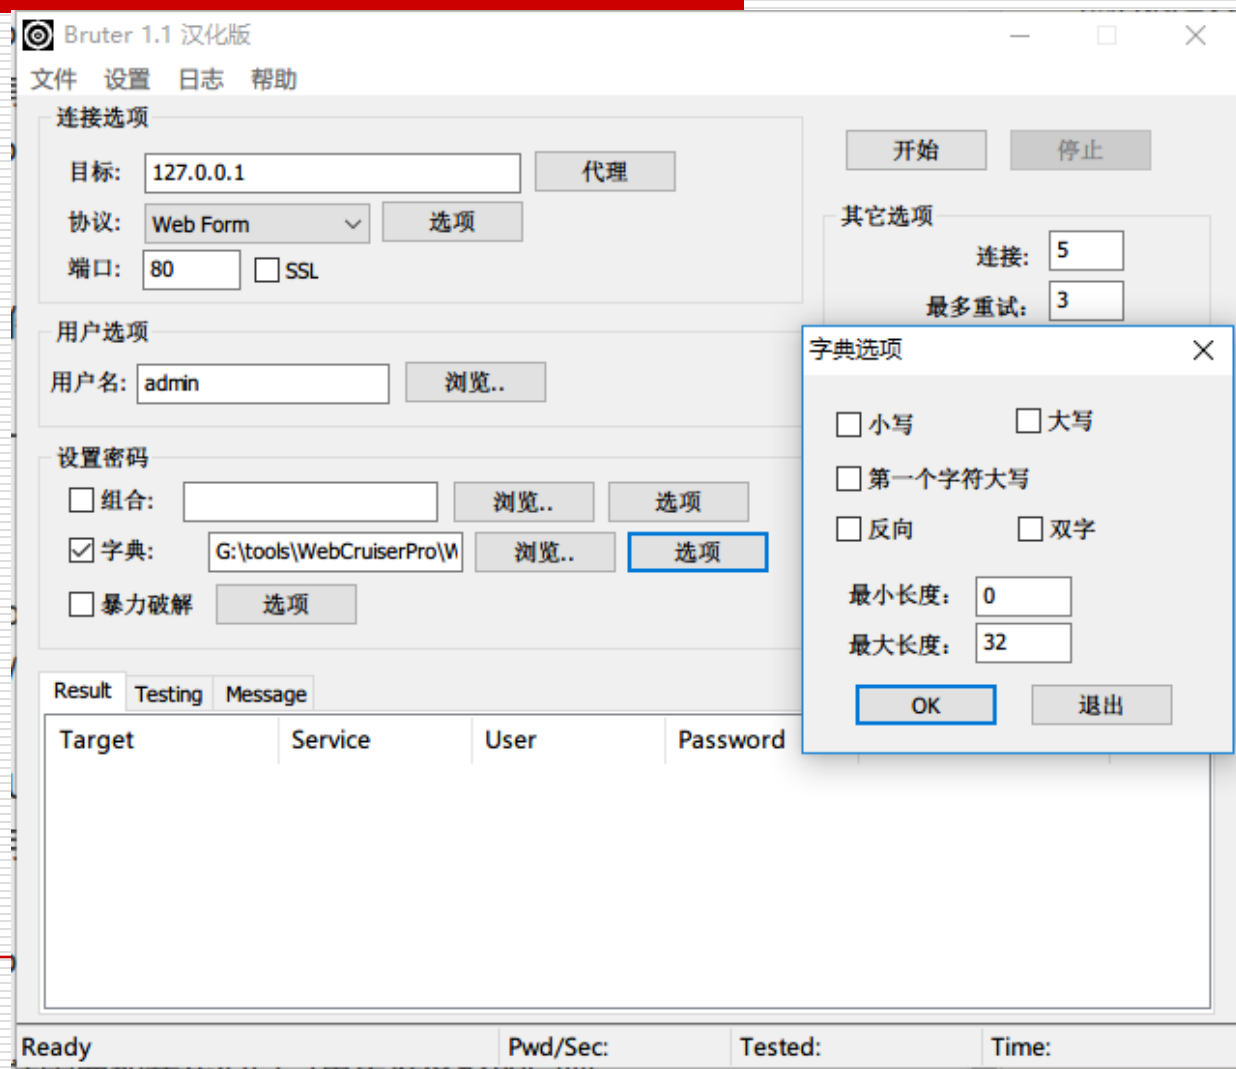 Bruter 1.1 汉化版
文件 设置 日志 帮助
连接选项
目标: 127.0.0.1 代理
协议: Web Form 选项
端口: 80 SSL
开始 停止
其它选项
连接: 5
最多重试: 3
用户选项
用户名: admin 浏览..
设置密码
组合: 浏览.. 选项
字典: G:\tools\WebCruiserPro\W 浏览.. 选项
暴力破解 选项
字典选项
小写 大写
第一个字符大写
反向 双字
最小长度: 0
最大长度: 32
OK 退出
Result Testing Message
Target Service User Password
Ready Pwd/Sec: Tested: Time: